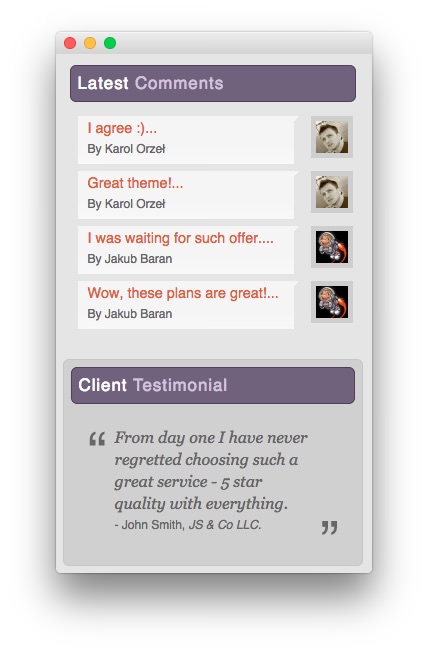 Latest Comments
I agree :)...
By Karol Orzeł
Great theme!...
By Karol Orzeł
I was waiting for such offer....
By Jakub Baran
Wow, these plans are great!...
By Jakub Baran
Client Testimonial
“ From day one I have never
regretted choosing such a
great service - 5 star
quality with everything.
- John Smith, JS & Co LLC. ”